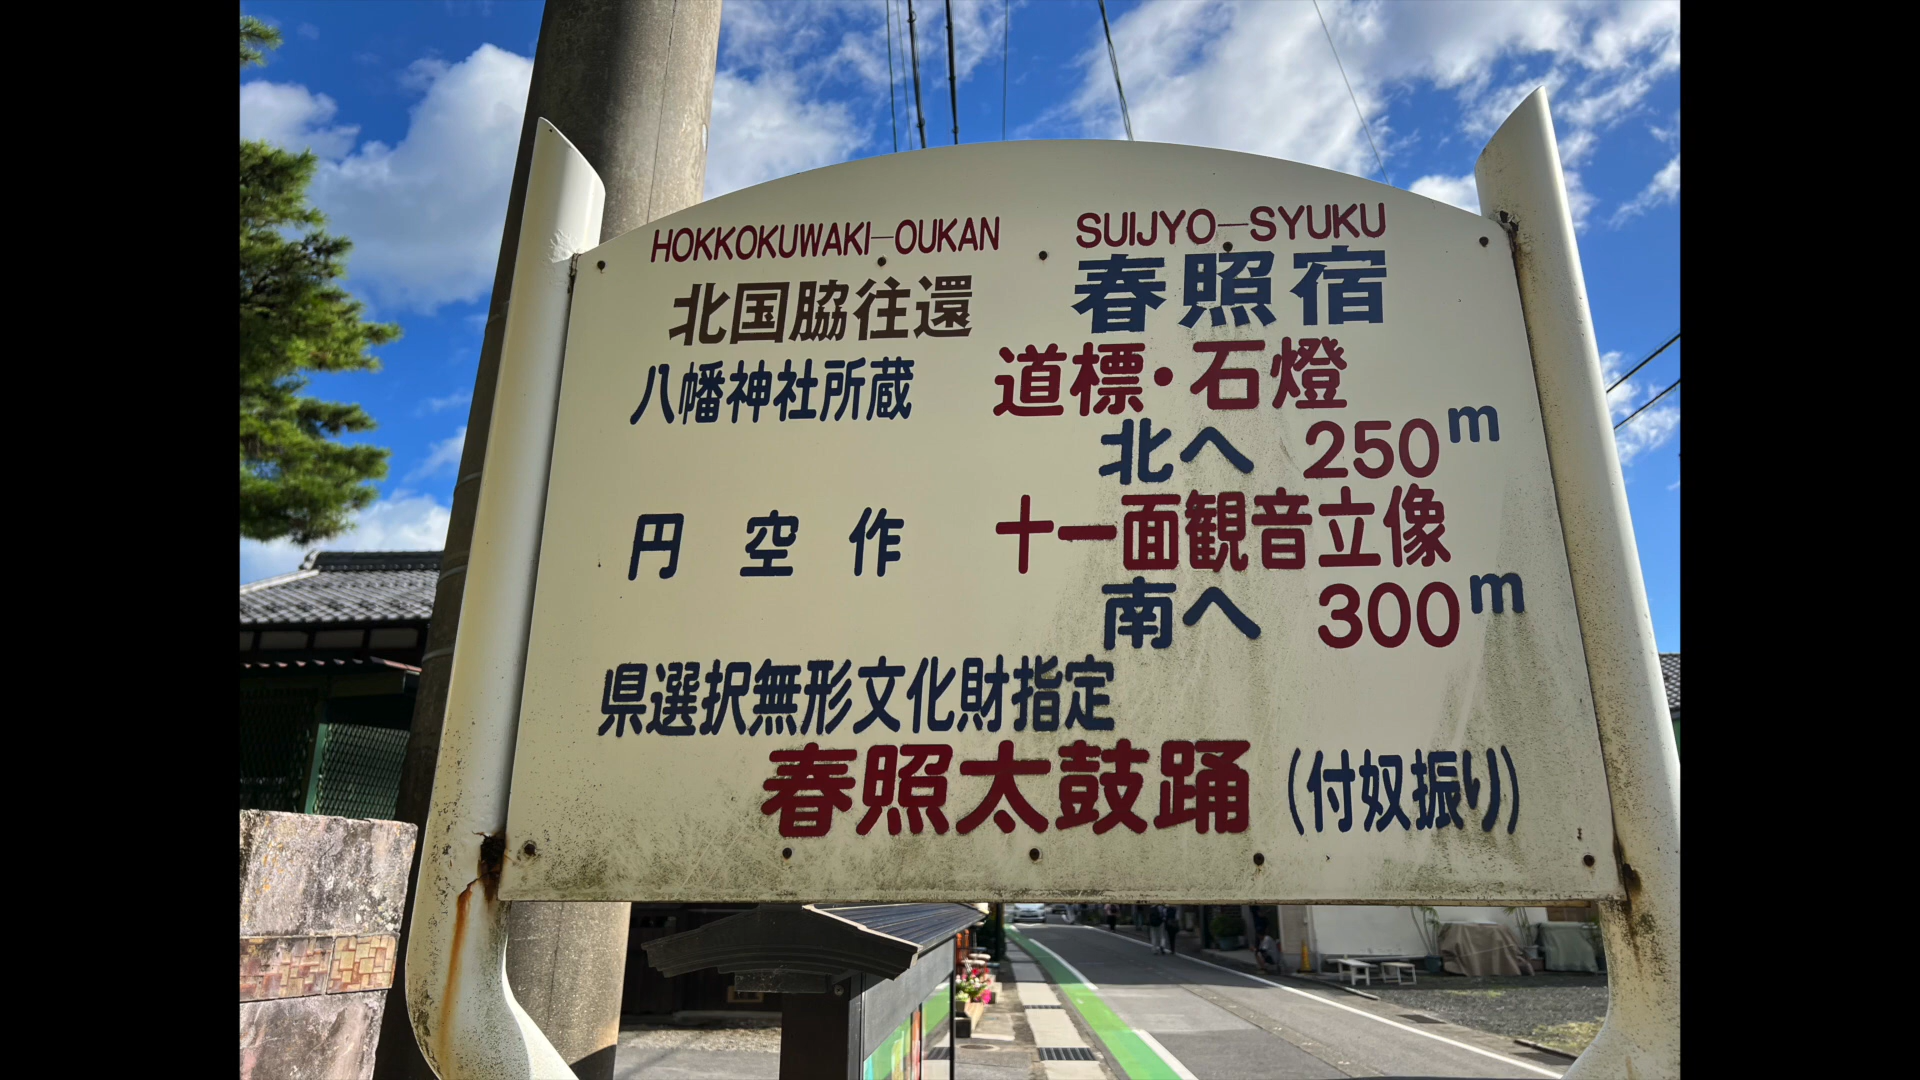 HOKKOKUWAKI-OUKAN SUIJYO-SYUKU
北国脇往還 春照宿
八幡神社所蔵 道標・石燈
北へ 250m
円空作 十一面観音立像
南へ 300m
県選択無形文化財指定
春照太鼓踊(付奴振り)